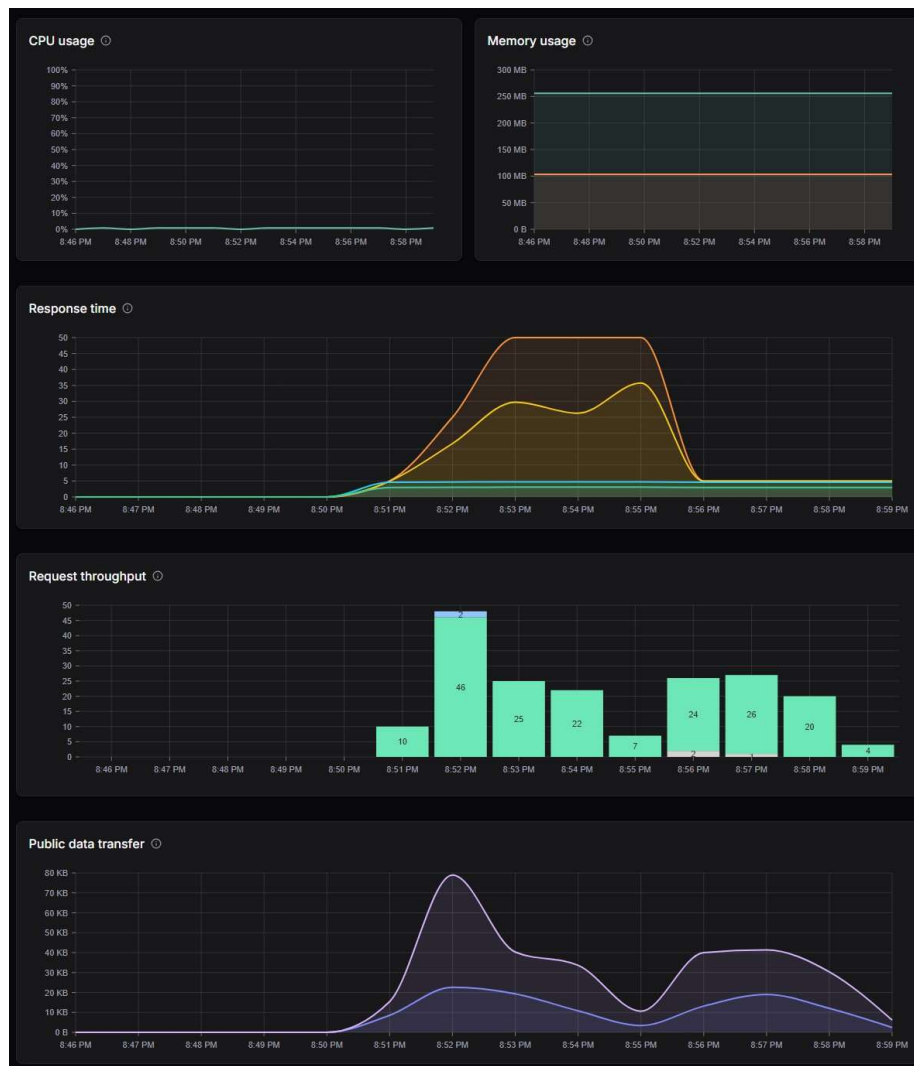 CPU usage
100%
90%
80%
70%
60%
50%
40%
30%
20%
10%
0%
8:46 PM 8:48 PM 8:50 PM 8:52 PM 8:54 PM 8:56 PM 8:58 PM
Memory usage
300 MB
250 MB
200 MB
150 MB
100 MB
50 MB
0 B
8:46 PM 8:48 PM 8:50 PM 8:52 PM 8:54 PM 8:56 PM 8:58 PM
Response time
50
45
40
35
30
25
20
15
10
5
0
8:46 PM 8:47 PM 8:48 PM 8:49 PM 8:50 PM 8:51 PM 8:52 PM 8:53 PM 8:54 PM 8:55 PM 8:56 PM 8:57 PM 8:58 PM 8:59 PM
Request throughput
50
45
40
35
30
25
20
15
10
5
0
10
2
46
25
22
7
24
2
26
1
20
4
8:46 PM 8:47 PM 8:48 PM 8:49 PM 8:50 PM 8:51 PM 8:52 PM 8:53 PM 8:54 PM 8:55 PM 8:56 PM 8:57 PM 8:58 PM 8:59 PM
Public data transfer
80 KB
70 KB
60 KB
50 KB
40 KB
30 KB
20 KB
10 KB
0 B
8:46 PM 8:47 PM 8:48 PM 8:49 PM 8:50 PM 8:51 PM 8:52 PM 8:53 PM 8:54 PM 8:55 PM 8:56 PM 8:57 PM 8:58 PM 8:59 PM